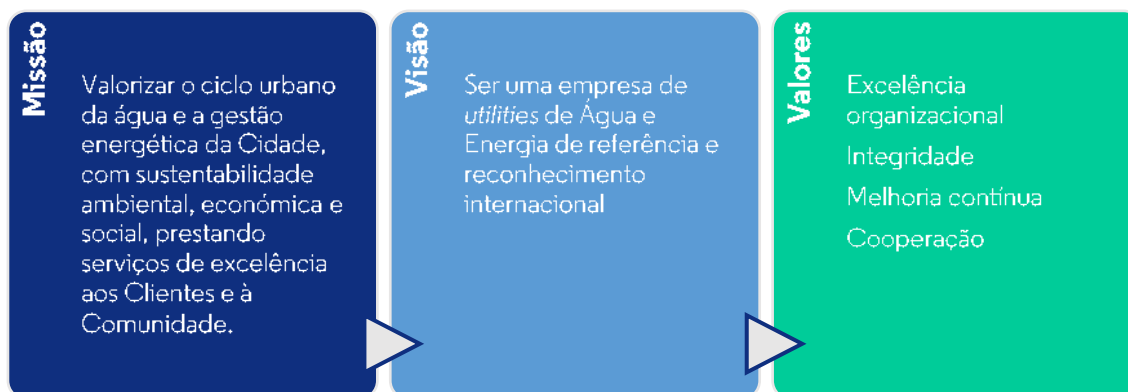 Missão
Valorizar o ciclo urbano
da água e a gestão
energética da Cidade,
com sustentabilidade
ambiental, económica e
social, prestando
serviços de excelência
aos Clientes e à
Comunidade.
Visão
Ser uma empresa de
utilities de Água e
Energia de referência e
reconhecimento
internacional
Valores
Excelência
organizacional
Integridade
Melhoria contínua
Cooperação